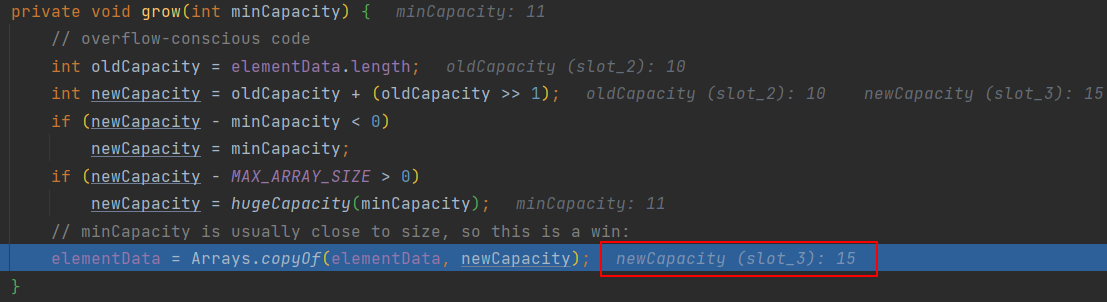 private void grow(int minCapacity) {   minCapacity: 11
    // overflow-conscious code
    int oldCapacity = elementData.length;   oldCapacity (slot_2): 10
    int newCapacity = oldCapacity + (oldCapacity >> 1);   oldCapacity (slot_2): 10    newCapacity (slot_3): 15
    if (newCapacity - minCapacity < 0)
        newCapacity = minCapacity;
    if (newCapacity - MAX_ARRAY_SIZE > 0)
        newCapacity = hugeCapacity(minCapacity);   minCapacity: 11
    // minCapacity is usually close to size, so this is a win:
    elementData = Arrays.copyOf(elementData, newCapacity);   newCapacity (slot_3): 15
}